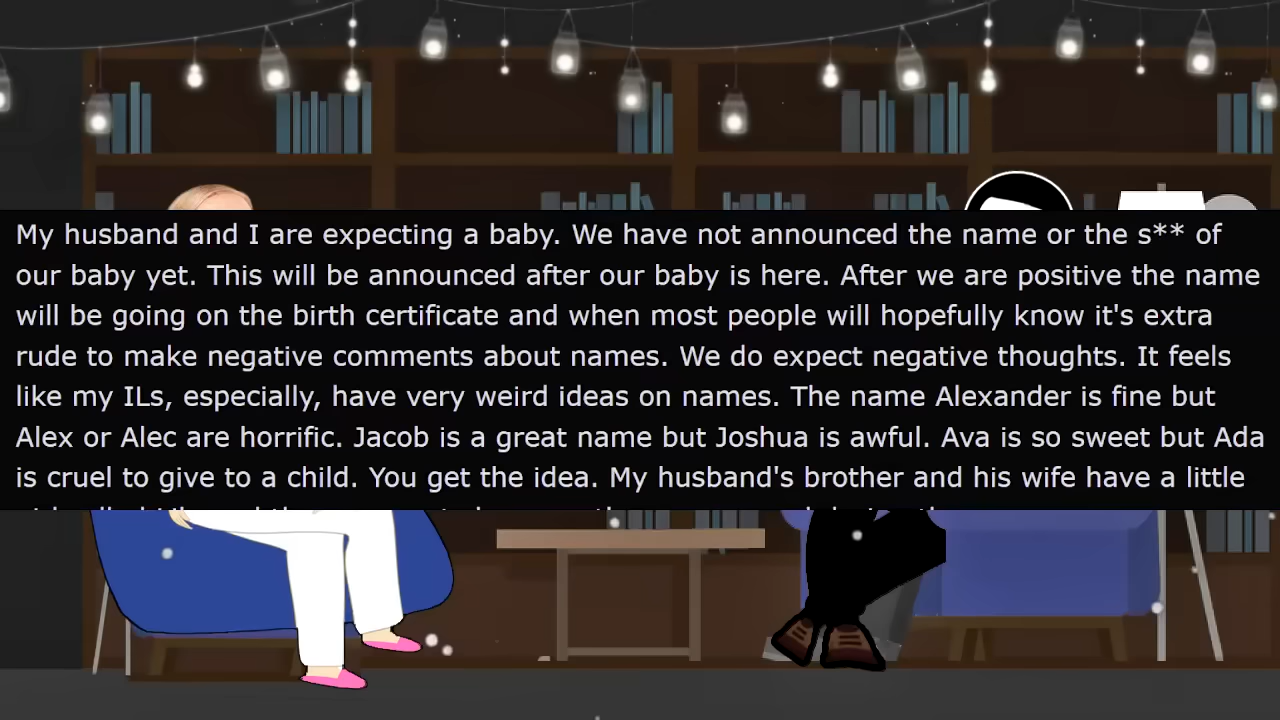 My husband and I are expecting a baby. We have not announced the name or the s** of
our baby yet. This will be announced after our baby is here. After we are positive the name
will be going on the birth certificate and when most people will hopefully know it's extra
rude to make negative comments about names. We do expect negative thoughts. It feels
like my ILs, especially, have very weird ideas on names. The name Alexander is fine but
Alex or Alec are horrific. Jacob is a great name but Joshua is awful. Ava is so sweet but Ada
is cruel to give to a child. You get the idea. My husband's brother and his wife have a little